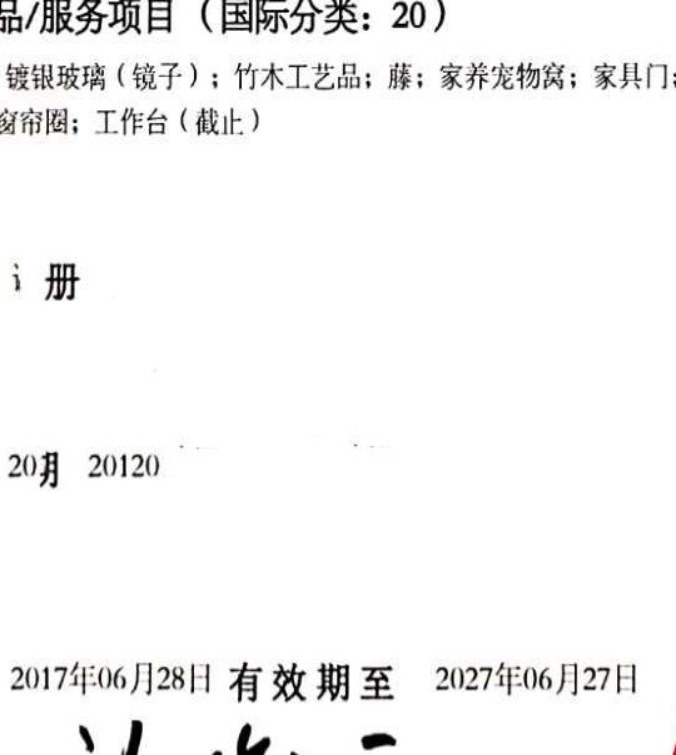 品/服务项目（国际分类：20）
镀银玻璃（镜子）；竹木工艺品；藤；家养宠物窝；家具门；
窗帘圈；工作台（截止）
册
20月 20120
2017年06月28日 有效期至 2027年06月27日